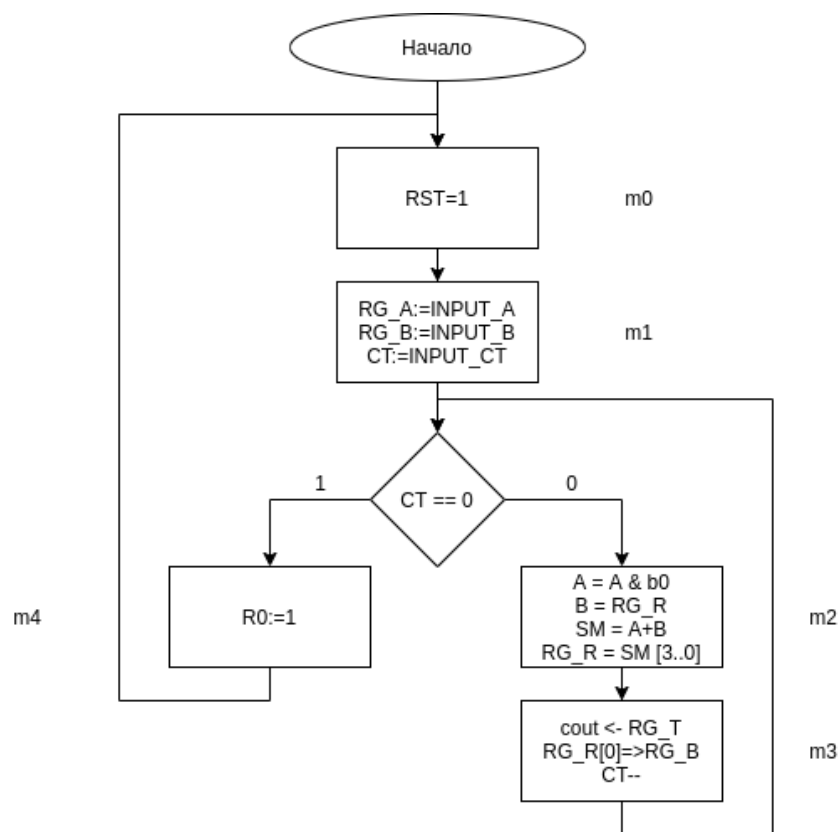 Начало
RST=1
m0
RG_A:=INPUT_A
RG_B:=INPUT_B
CT:=INPUT_CT
m1
1
CT == 0
0
m4
R0:=1
A = A & b0
B = RG_R
SM = A+B
RG_R = SM [3..0]
m2
cout <- RG_T
RG_R[0]=>RG_B
CT--
m3